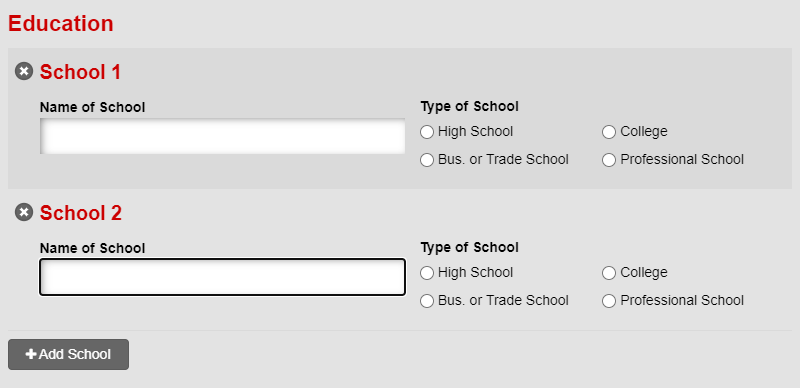 Education
School 1
Name of School
Type of School
High School
College
Bus. or Trade School
Professional School
School 2
Name of School
Type of School
High School
College
Bus. or Trade School
Professional School
Add School